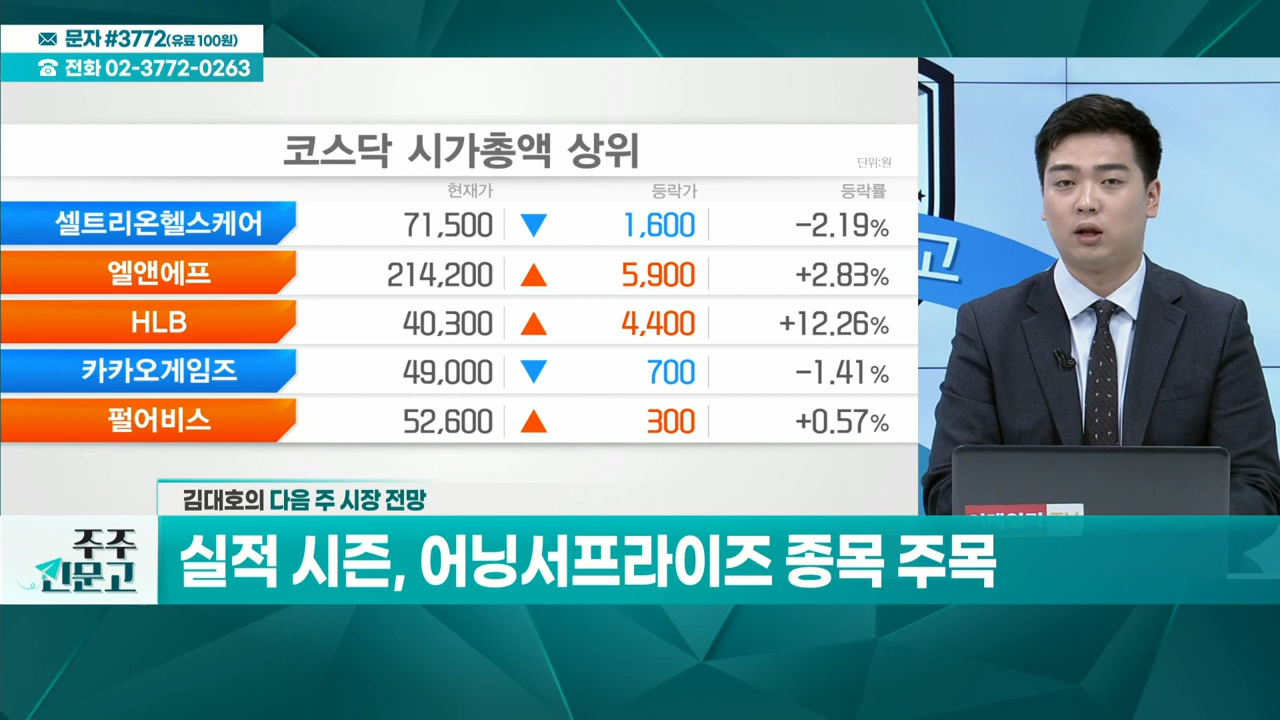 문자 #3772(유료 100원)
전화 02-3772-0263
코스닥 시가총액 상위
단위:원
현재가 등락가 등락률
셀트리온헬스케어 71,500 ▼ 1,600 -2.19%
엘앤에프 214,200 ▲ 5,900 +2.83%
HLB 40,300 ▲ 4,400 +12.26%
카카오게임즈 49,000 ▼ 700 -1.41%
펄어비스 52,600 ▲ 300 +0.57%
고
김대호의 다음 주 시장 전망
주주
신문고
실적 시즌, 어닝서프라이즈 종목 주목